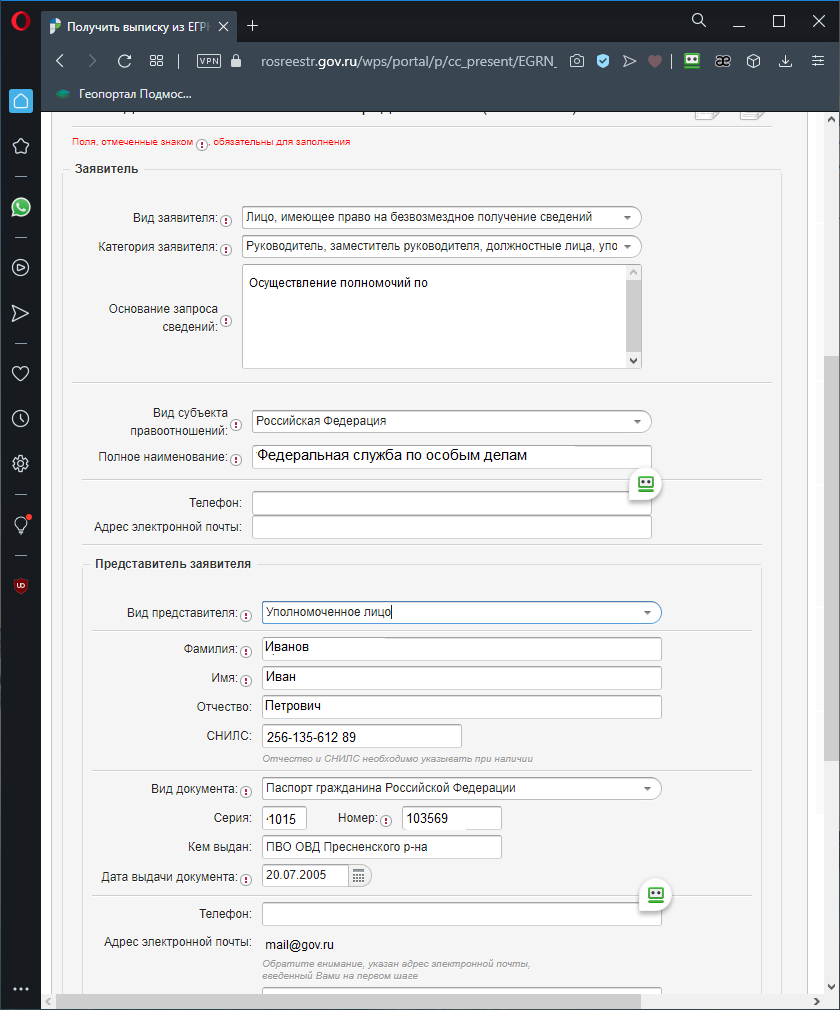 Получить выписку из ЕГР
VPN
rosreestr.gov.ru/wps/portal/p/cc_present/EGRN_
Геопортал Подмос...
Поля, отмеченные знаком ! , обязательны для заполнения
Заявитель
Вид заявителя: ! Лицо, имеющее право на безвозмездное получение сведений
Категория заявителя: ! Руководитель, заместитель руководителя, должностные лица, упо
Осуществление полномочий по
Основание запроса
сведений: !
Вид субъекта
правоотношений: ! Российская Федерация
Полное наименование: ! Федеральная служба по особым делам
Телефон:
Адрес электронной почты:
Представитель заявителя
Вид представителя: ! Уполномоченное лицо
Фамилия: ! Иванов
Имя: ! Иван
Отчество: Петрович
СНИЛС: 256-135-612 89
Отчество и СНИЛС необходимо указывать при наличии
Вид документа: ! Паспорт гражданина Российской Федерации
Серия: 1015 Номер: ! 103569
Кем выдан: ПВО ОВД Пресненского р-на
Дата выдачи документа: ! 20.07.2005
Телефон:
Адрес электронной почты: mail@gov.ru
Обратите внимание, указан адрес электронной почты,
введенный Вами на первом шаге